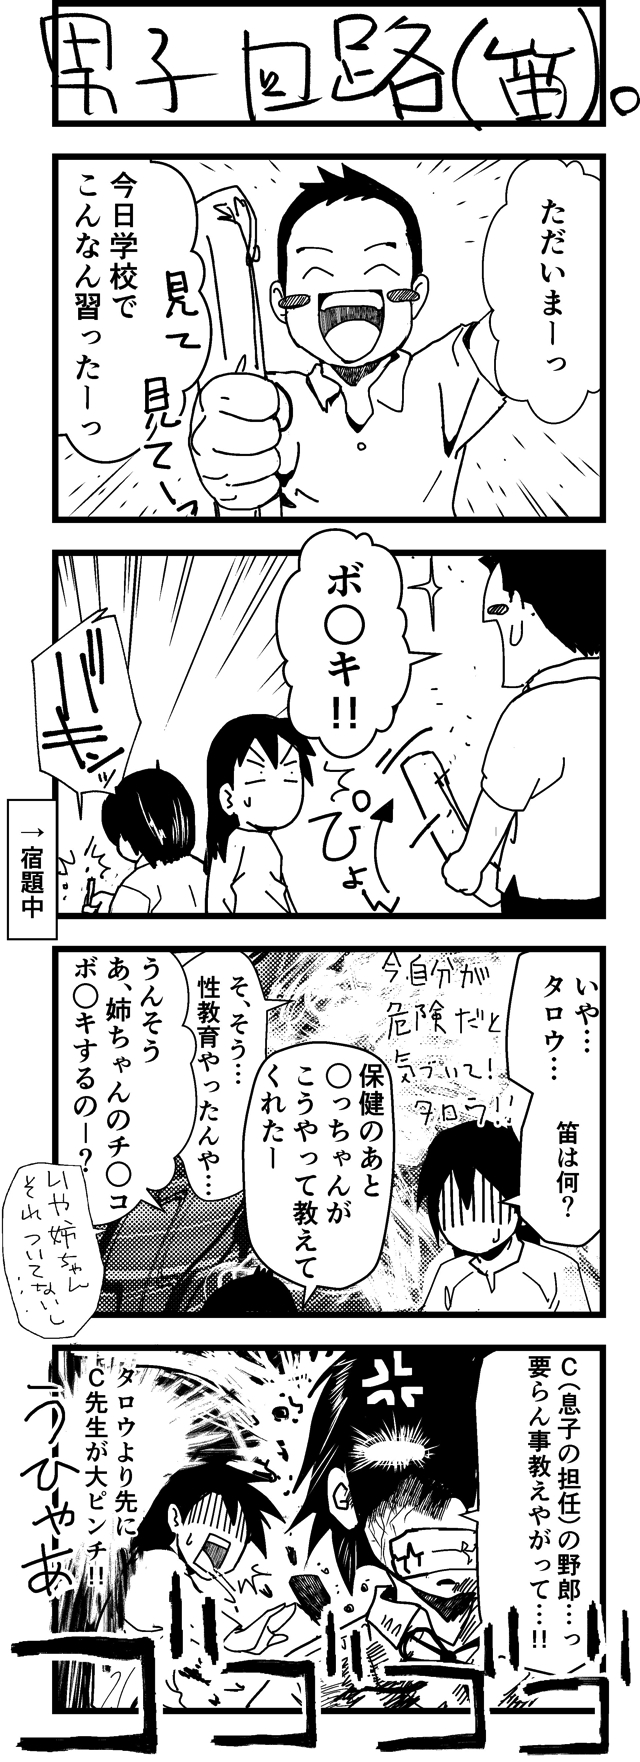 男子回路(笛)。
ただいまーっ
今日学校で
こんなん習ったーっ
見て
見てーっ
ボ〇キ!!
ぴょん
バキンッ
→宿題中
いや…
タロウ…
笛は何?
今自分が
危険だと
気づいて!
タロウ!!
保健のあと
〇っちゃんが
こうやって教えて
くれたー
そ、そう…
性教育やったんや…
うんそう
あ、姉ちゃんのチ〇コ
ボ〇キするのー?
いや姉ちゃん
それついてないし
C(息子の担任)の野郎…っ
要らん事教えやがって…!!
タロウより先に
C先生が大ピンチ!!
うひゃあ
ゴゴゴゴ